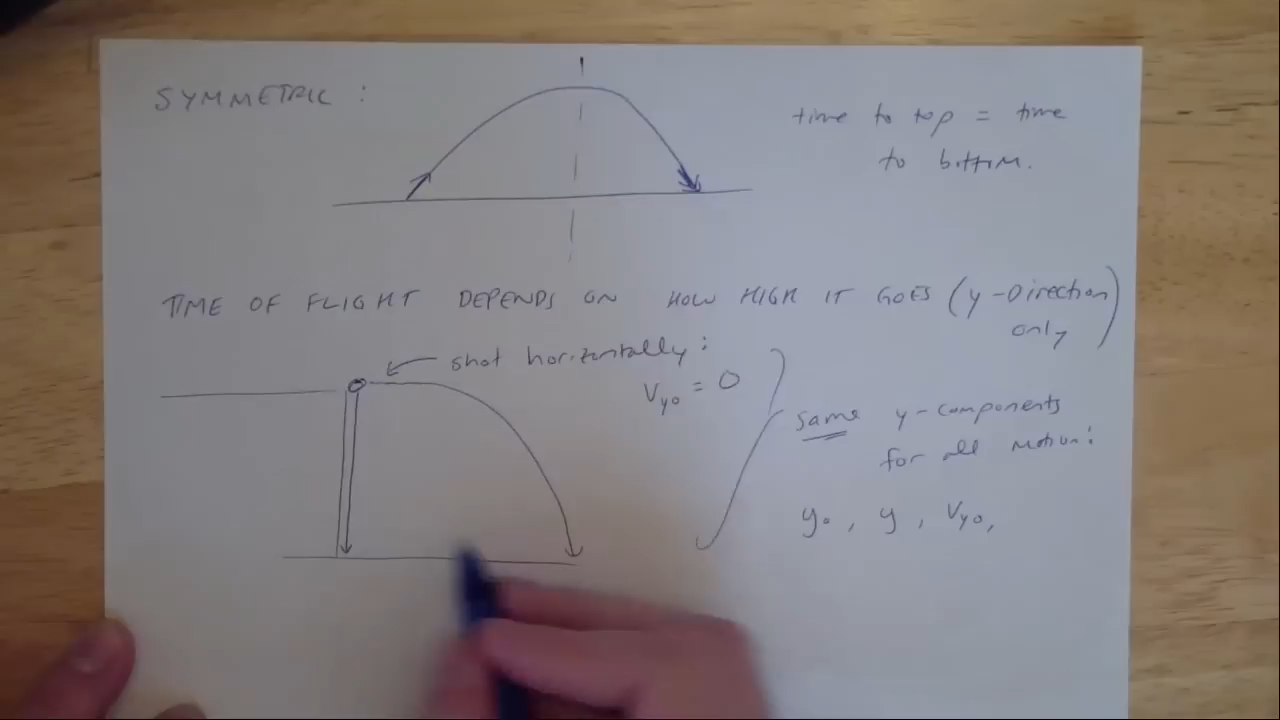 SYMMETRIC :
time to top = time
to bottom.
TIME OF FLIGHT DEPENDS ON HOW HIGH IT GOES (y-Direction
only)
shot horizontally:
Vyo = 0
same y-components
for all motion:
yo, y, Vyo,